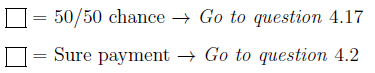 ☐ = 50/50 chance → Go to question 4.17
☐ = Sure payment → Go to question 4.2